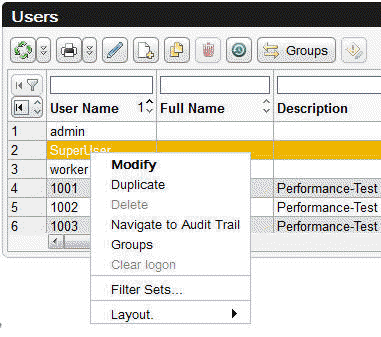 Users
Groups
User Name 1 Full Name Description
1 admin
2 SuperUser
3 worker
4 1001 Performance-Test
5 1002 Performance-Test
6 1003 Performance-Test
Modify
Duplicate
Delete
Navigate to Audit Trail
Groups
Clear logon
Filter Sets...
Layout.